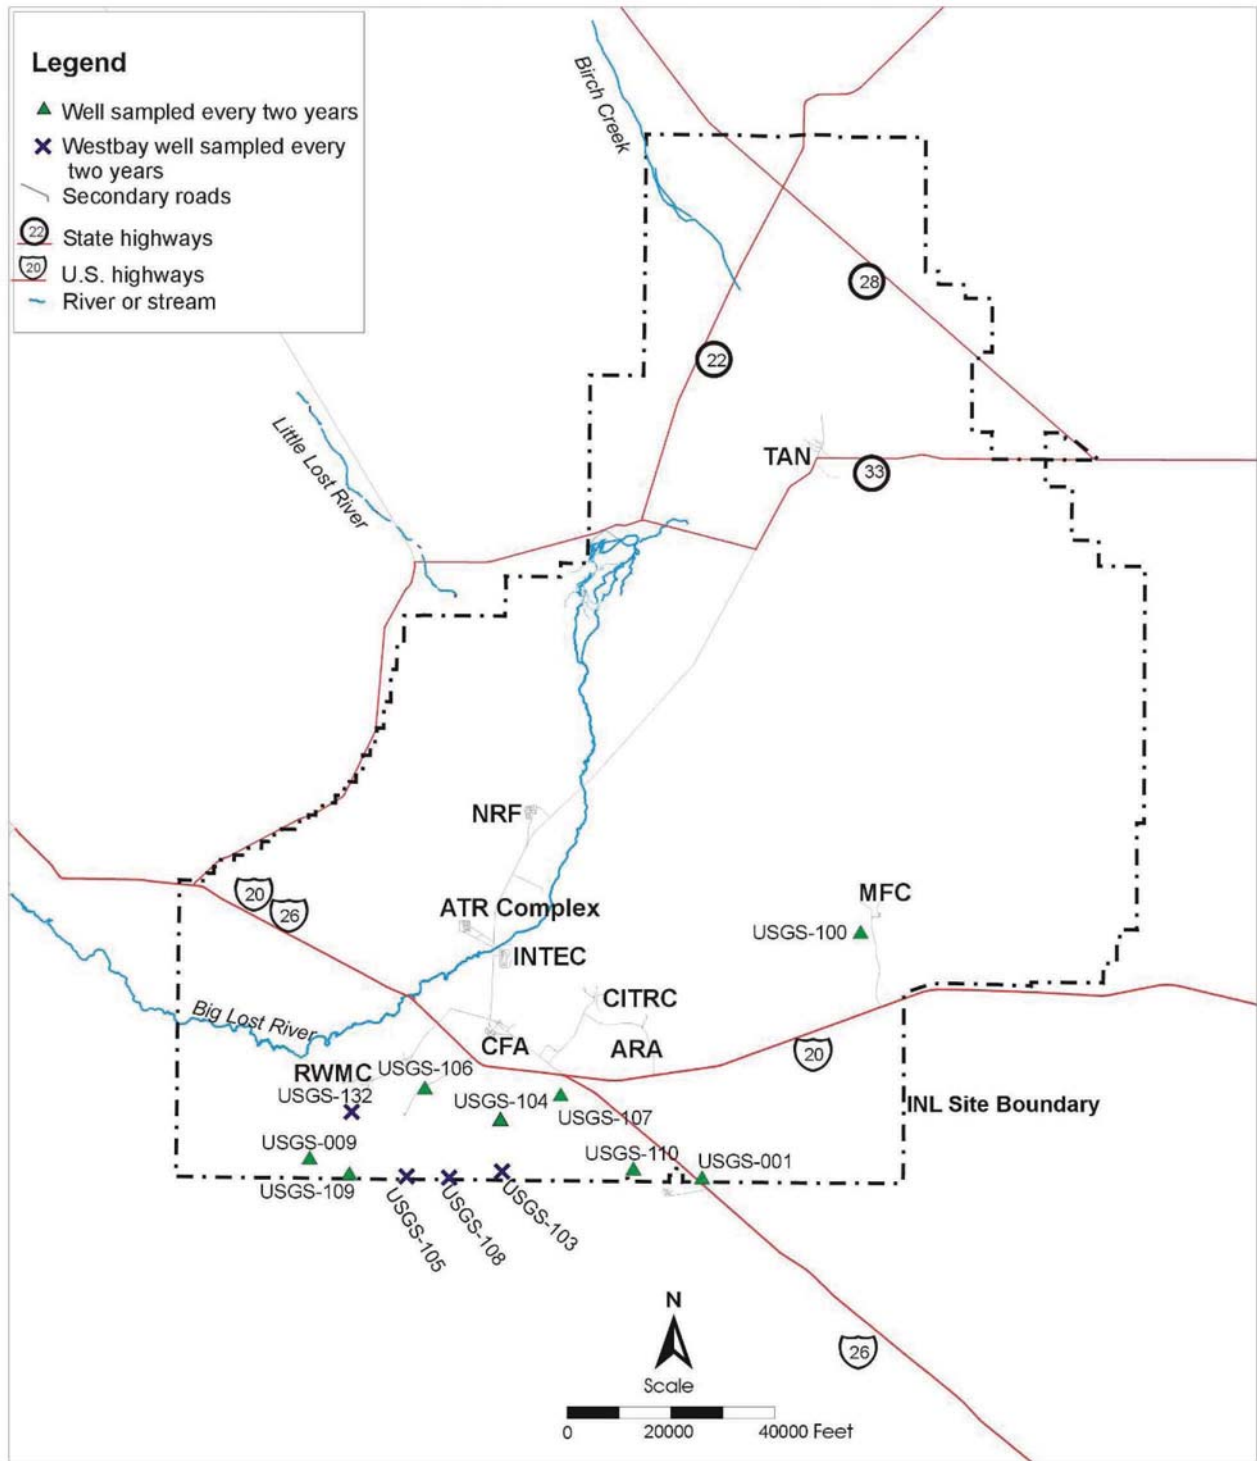 Legend
Well sampled every two years
Westbay well sampled every
two years
Secondary roads
22
State highways
20
U.S. highways
River or stream
Birch Creek
28
22
Little Lost River
TAN
33
NRF
20
26
ATR Complex
MFC
USGS-100
INTEC
CITRC
Big Lost River
CFA
ARA
20
RWMC
USGS-106
USGS-132
USGS-104
USGS-107
INL Site Boundary
USGS-009
USGS-110
USGS-001
USGS-109
USGS-105
USGS-108
USGS-103
N
26
Scale
0
20000
40000 Feet